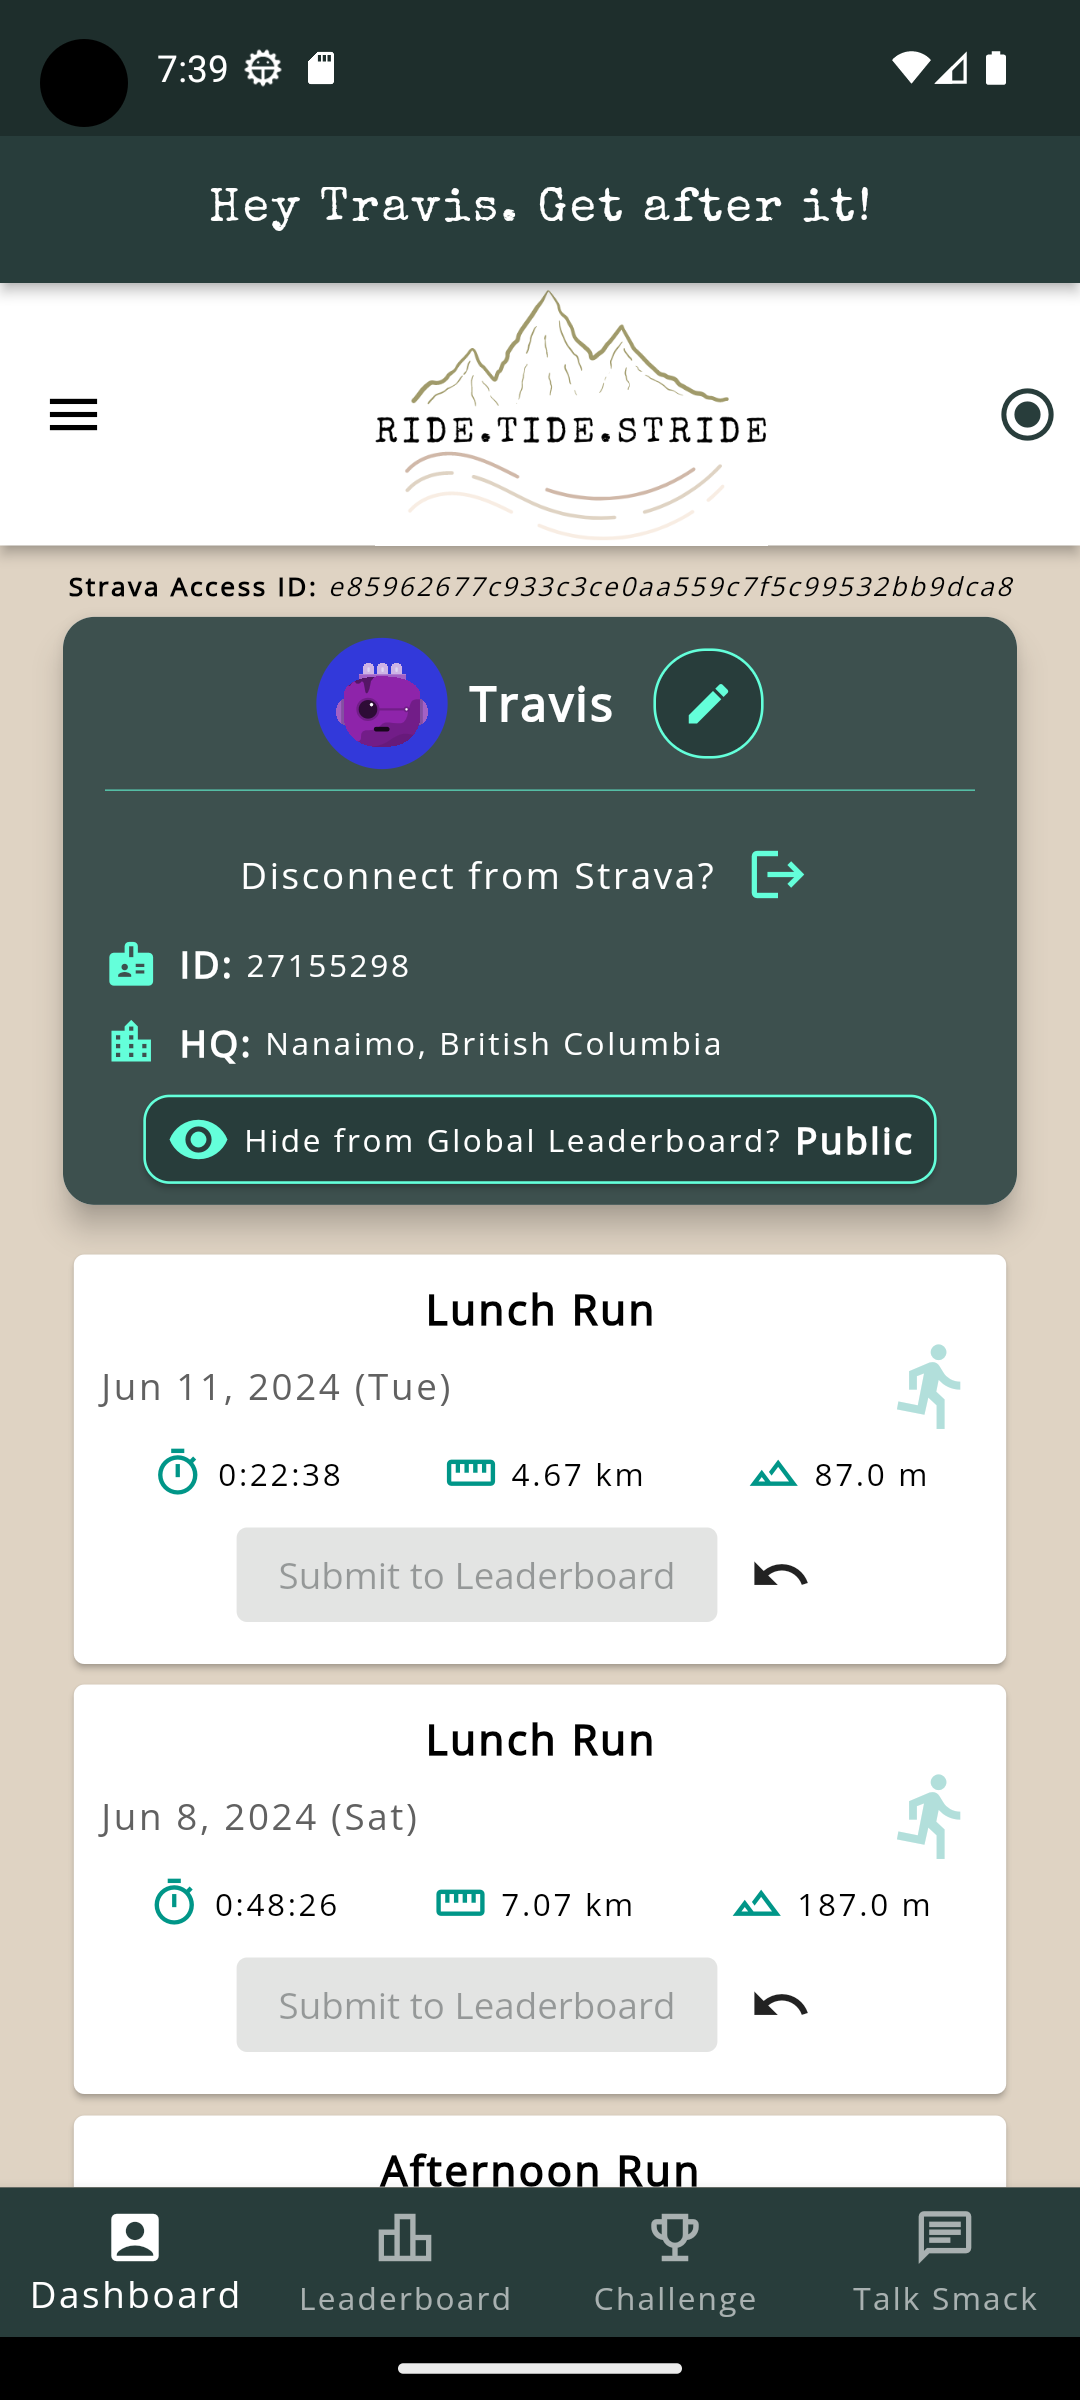 7:39
Hey Travis. Get after it!
RIDE.TIDE.STRIDE
Strava Access ID: e85962677c933c3ce0aa559c7f5c99532bb9dca8
Travis
Disconnect from Strava?
ID: 27155298
HQ: Nanaimo, British Columbia
Hide from Global Leaderboard? Public
Lunch Run
Jun 11, 2024 (Tue)
0:22:38 4.67 km 87.0 m
Submit to Leaderboard
Lunch Run
Jun 8, 2024 (Sat)
0:48:26 7.07 km 187.0 m
Submit to Leaderboard
Afternoon Run
Dashboard Leaderboard Challenge Talk Smack